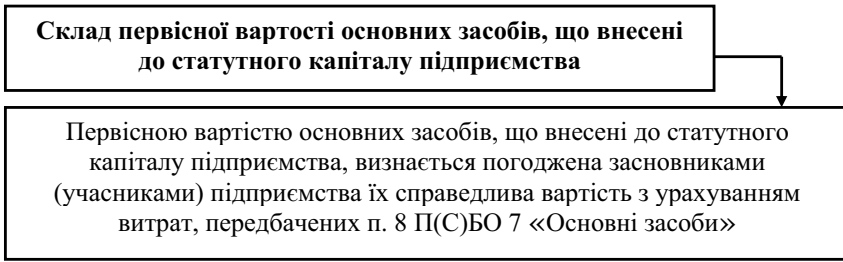 Склад первісної вартості основних засобів, що внесені
до статутного капіталу підприємства
Первісною вартістю основних засобів, що внесені до статутного
капіталу підприємства, визнається погоджена засновниками
(учасниками) підприємства їх справедлива вартість з урахуванням
витрат, передбачених п. 8 П(С)БО 7 «Основні засоби»